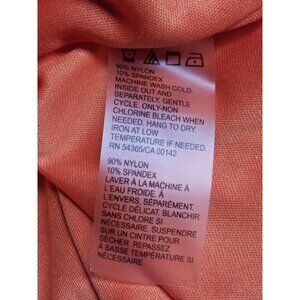 90% NYLON
10% SPANDEX
MACHINE WASH COLD.
INSIDE OUT AND
SEPARATELY. GENTLE
CYCLE. ONLY-NON
CHLORINE BLEACH WHEN
NEEDED. HANG TO DRY.
IRON AT LOW
TEMPERATURE IF NEEDED.
RN 54365/CA 00142
90% NYLON
10% SPANDEX
LAVER À LA MACHINE À
L'EAU FROIDE. À
L'ENVERS, SÉPARÉMENT.
CYCLE DÉLICAT. BLANCHIR
SANS CHLORE SI
NÉCESSAIRE. SUSPENDRE
SUR UN CINTRE POUR
SÉCHER. REPASSEZ
À BASSE TEMPÉRATURE SI
NÉCESSAIRE.